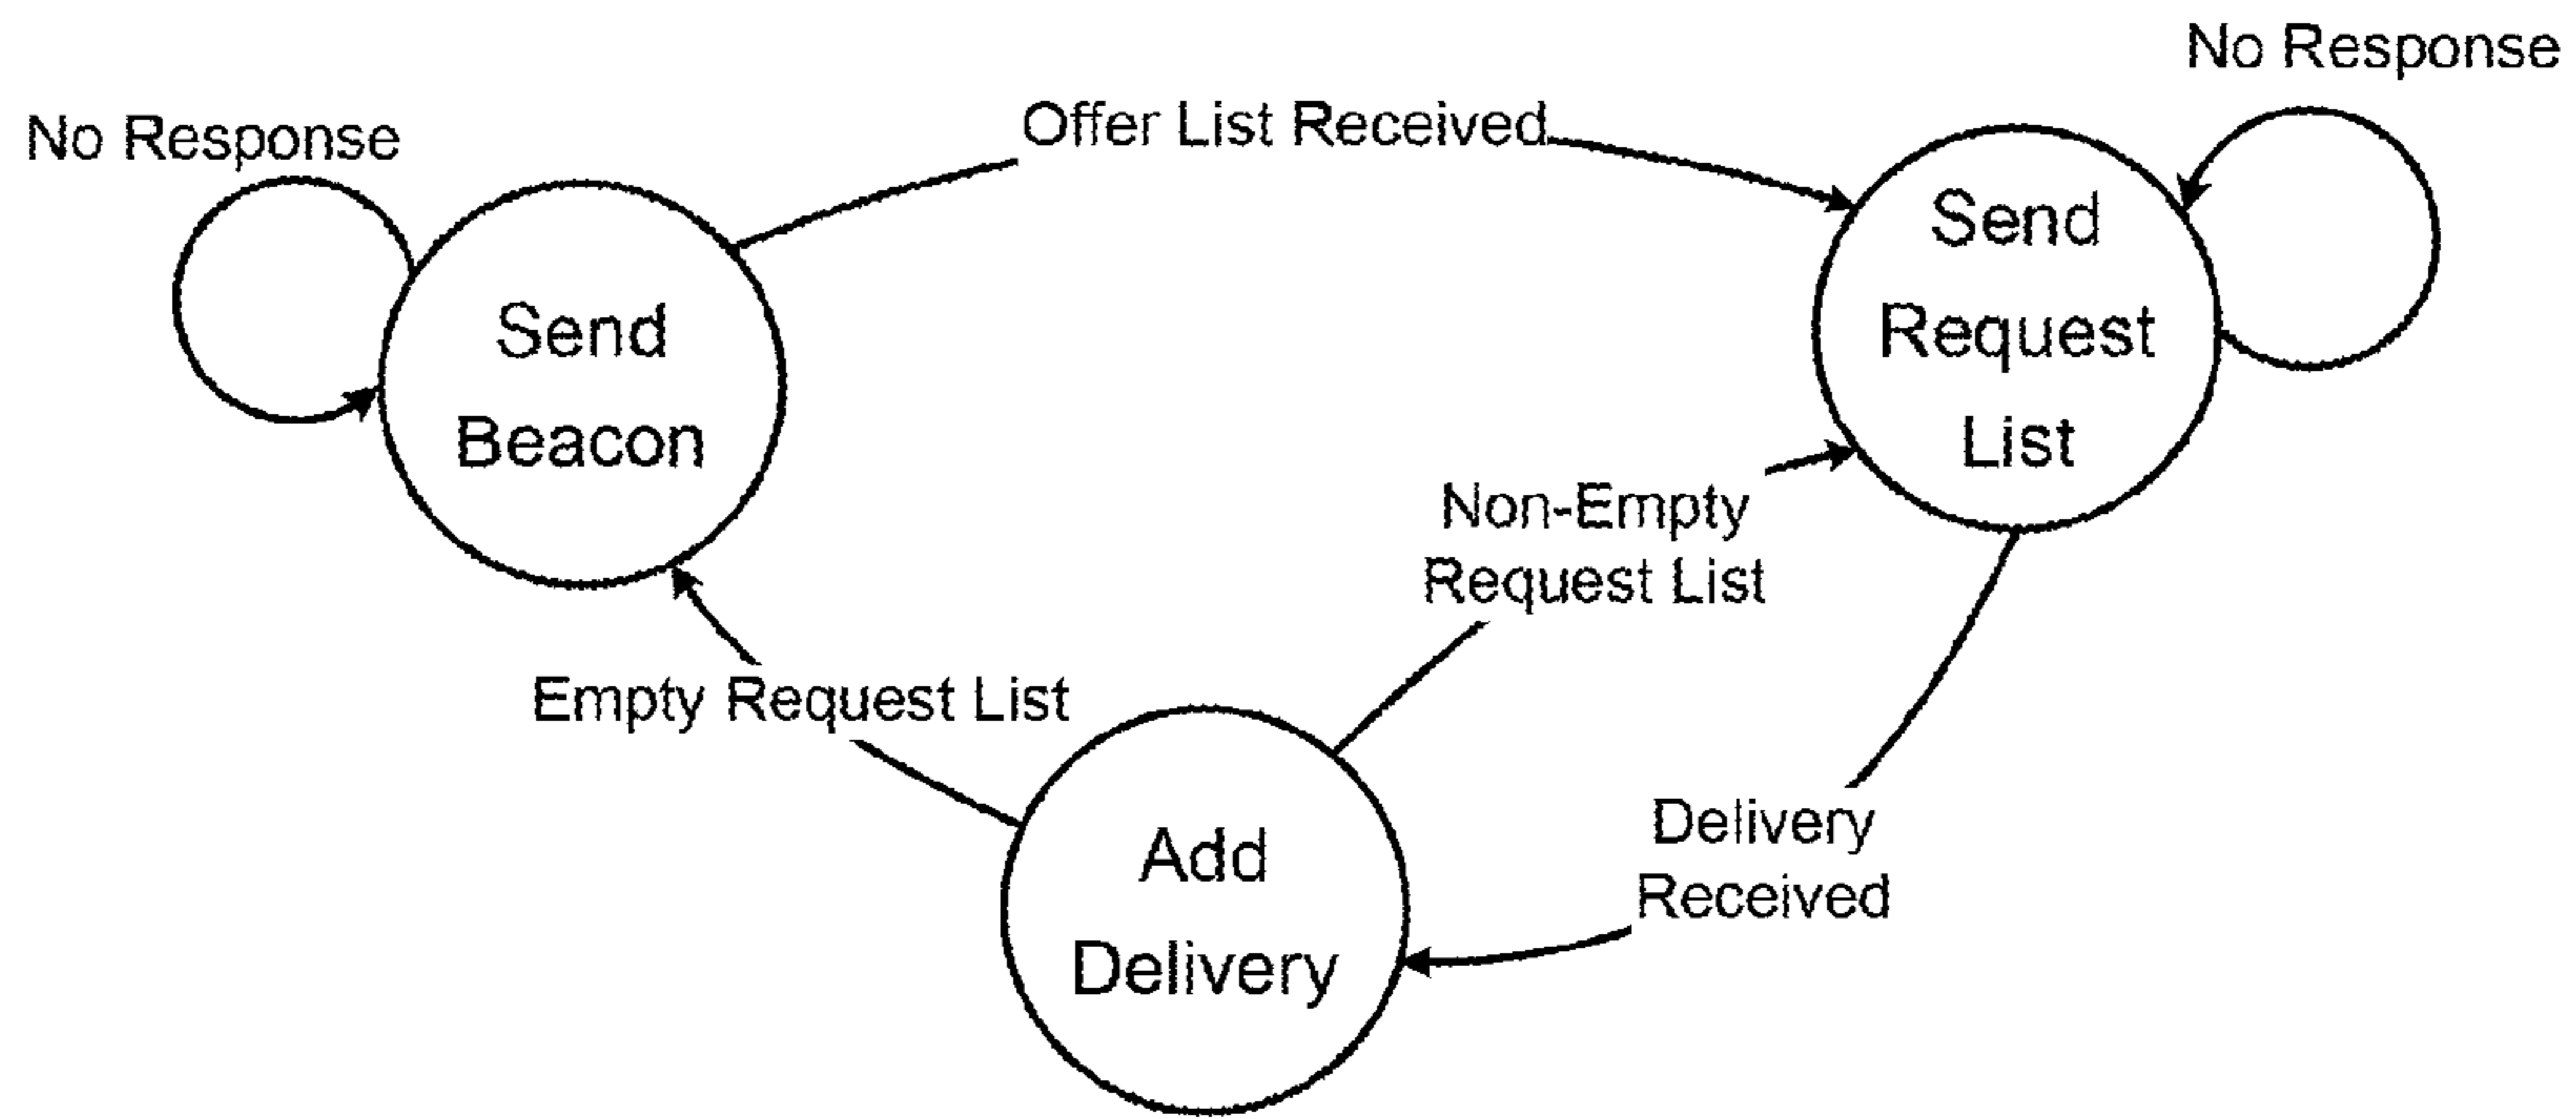 No Response
Offer List Received
No Response
Send
Beacon
Send
Request
List
Non-Empty
Request List
Empty Request List
Delivery
Received
Add
Delivery